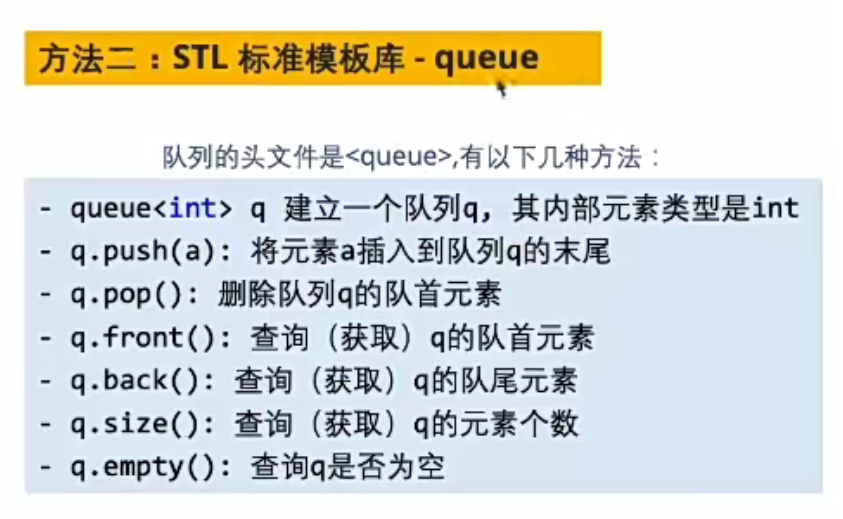 方法二：STL 标准模板库 - queue
队列的头文件是<queue>,有以下几种方法：
- queue<int> q 建立一个队列q, 其内部元素类型是int
- q.push(a): 将元素a插入到队列q的末尾
- q.pop(): 删除队列q的队首元素
- q.front(): 查询（获取）q的队首元素
- q.back(): 查询（获取）q的队尾元素
- q.size(): 查询（获取）q的元素个数
- q.empty(): 查询q是否为空